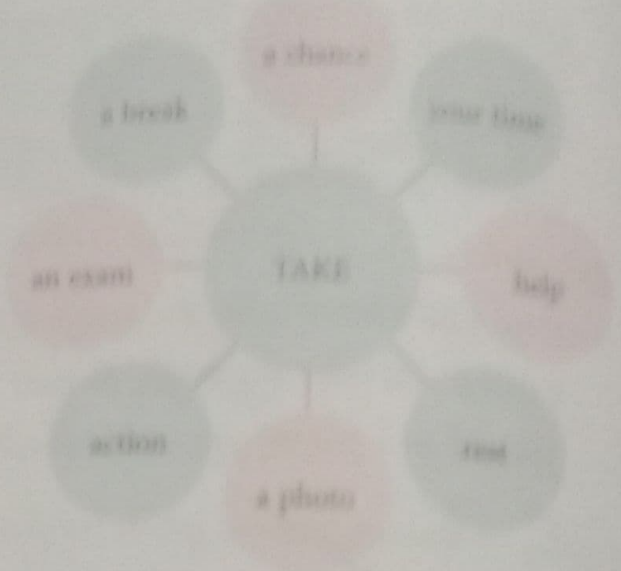 a chance
a break
your time
TAKE
an exam
help
action
rest
a photo